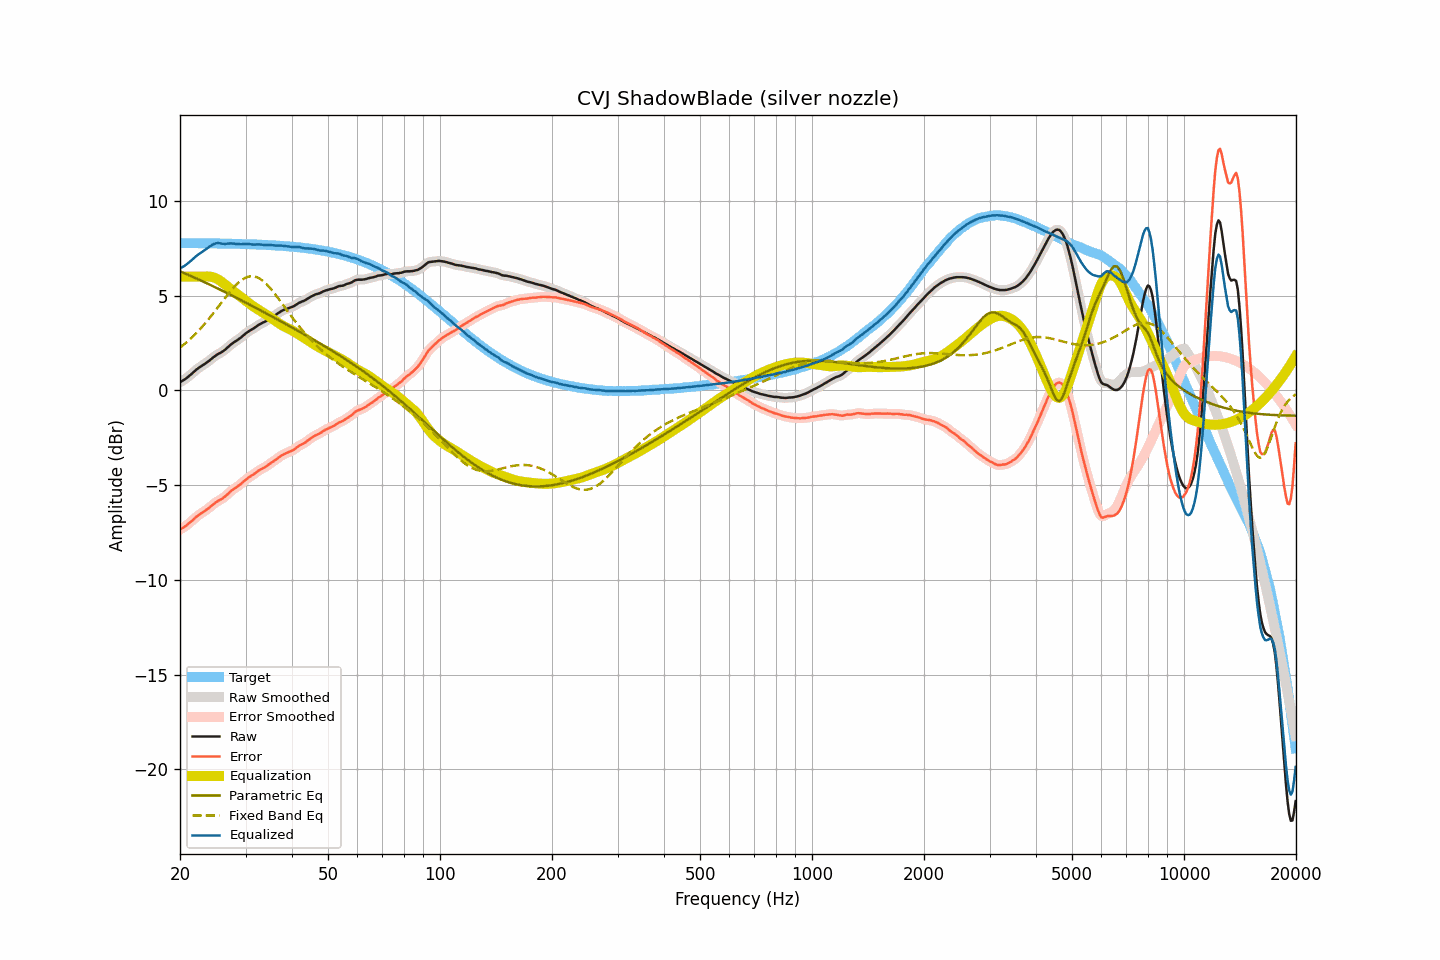 CVJ ShadowBlade (silver nozzle)
Amplitude (dBr)
10
5
0
−5
−10
−15
−20
Target
Raw Smoothed
Error Smoothed
Raw
Error
Equalization
Parametric Eq
Fixed Band Eq
Equalized
20 50 100 200 500 1000 2000 5000 10000 20000
Frequency (Hz)